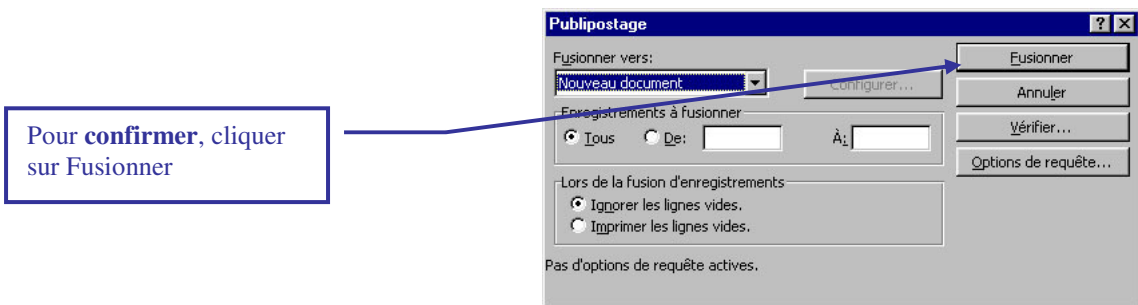 Publipostage
Fusionner vers:
Fusionner
Nouveau document
Configurer...
Annuler
Pour confirmer, cliquer
sur Fusionner
Enregistrements à fusionner
Tous De: À:
Vérifier...
Options de requête...
Lors de la fusion d'enregistrements
Ignorer les lignes vides.
Imprimer les lignes vides.
Pas d'options de requête actives.